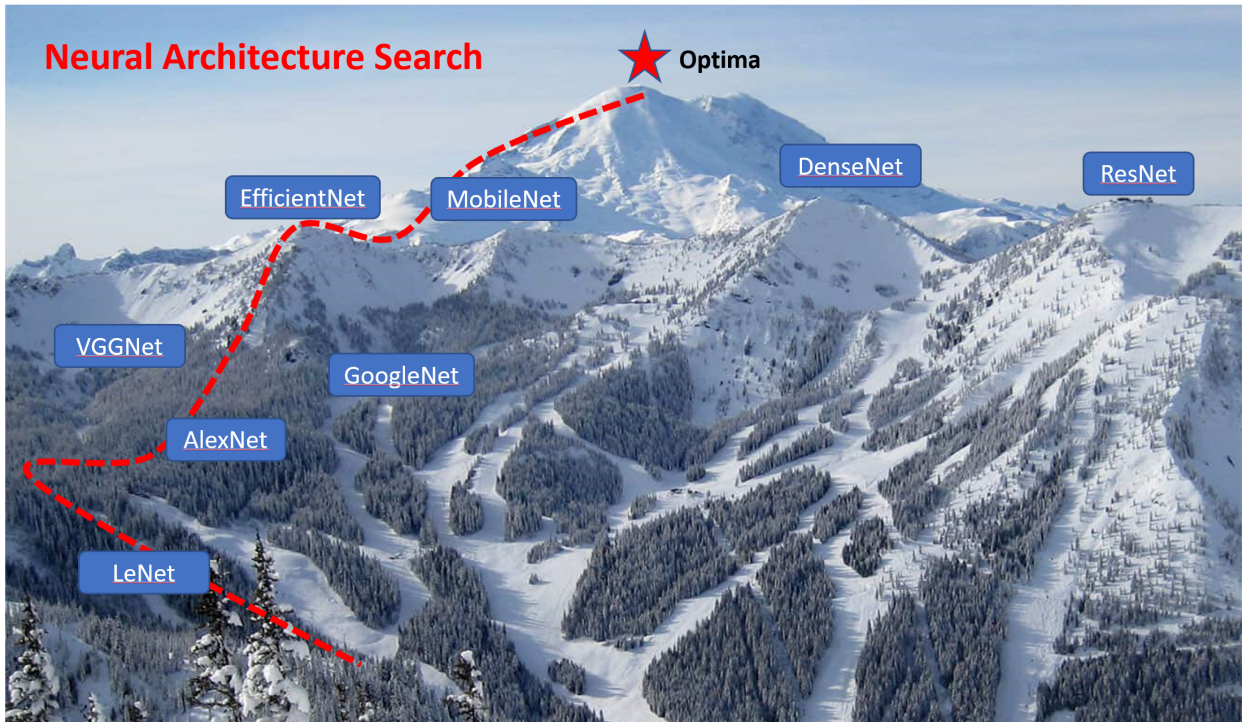 Neural Architecture Search
Optima
DenseNet
ResNet
EfficientNet
MobileNet
VGGNet
GoogleNet
AlexNet
LeNet